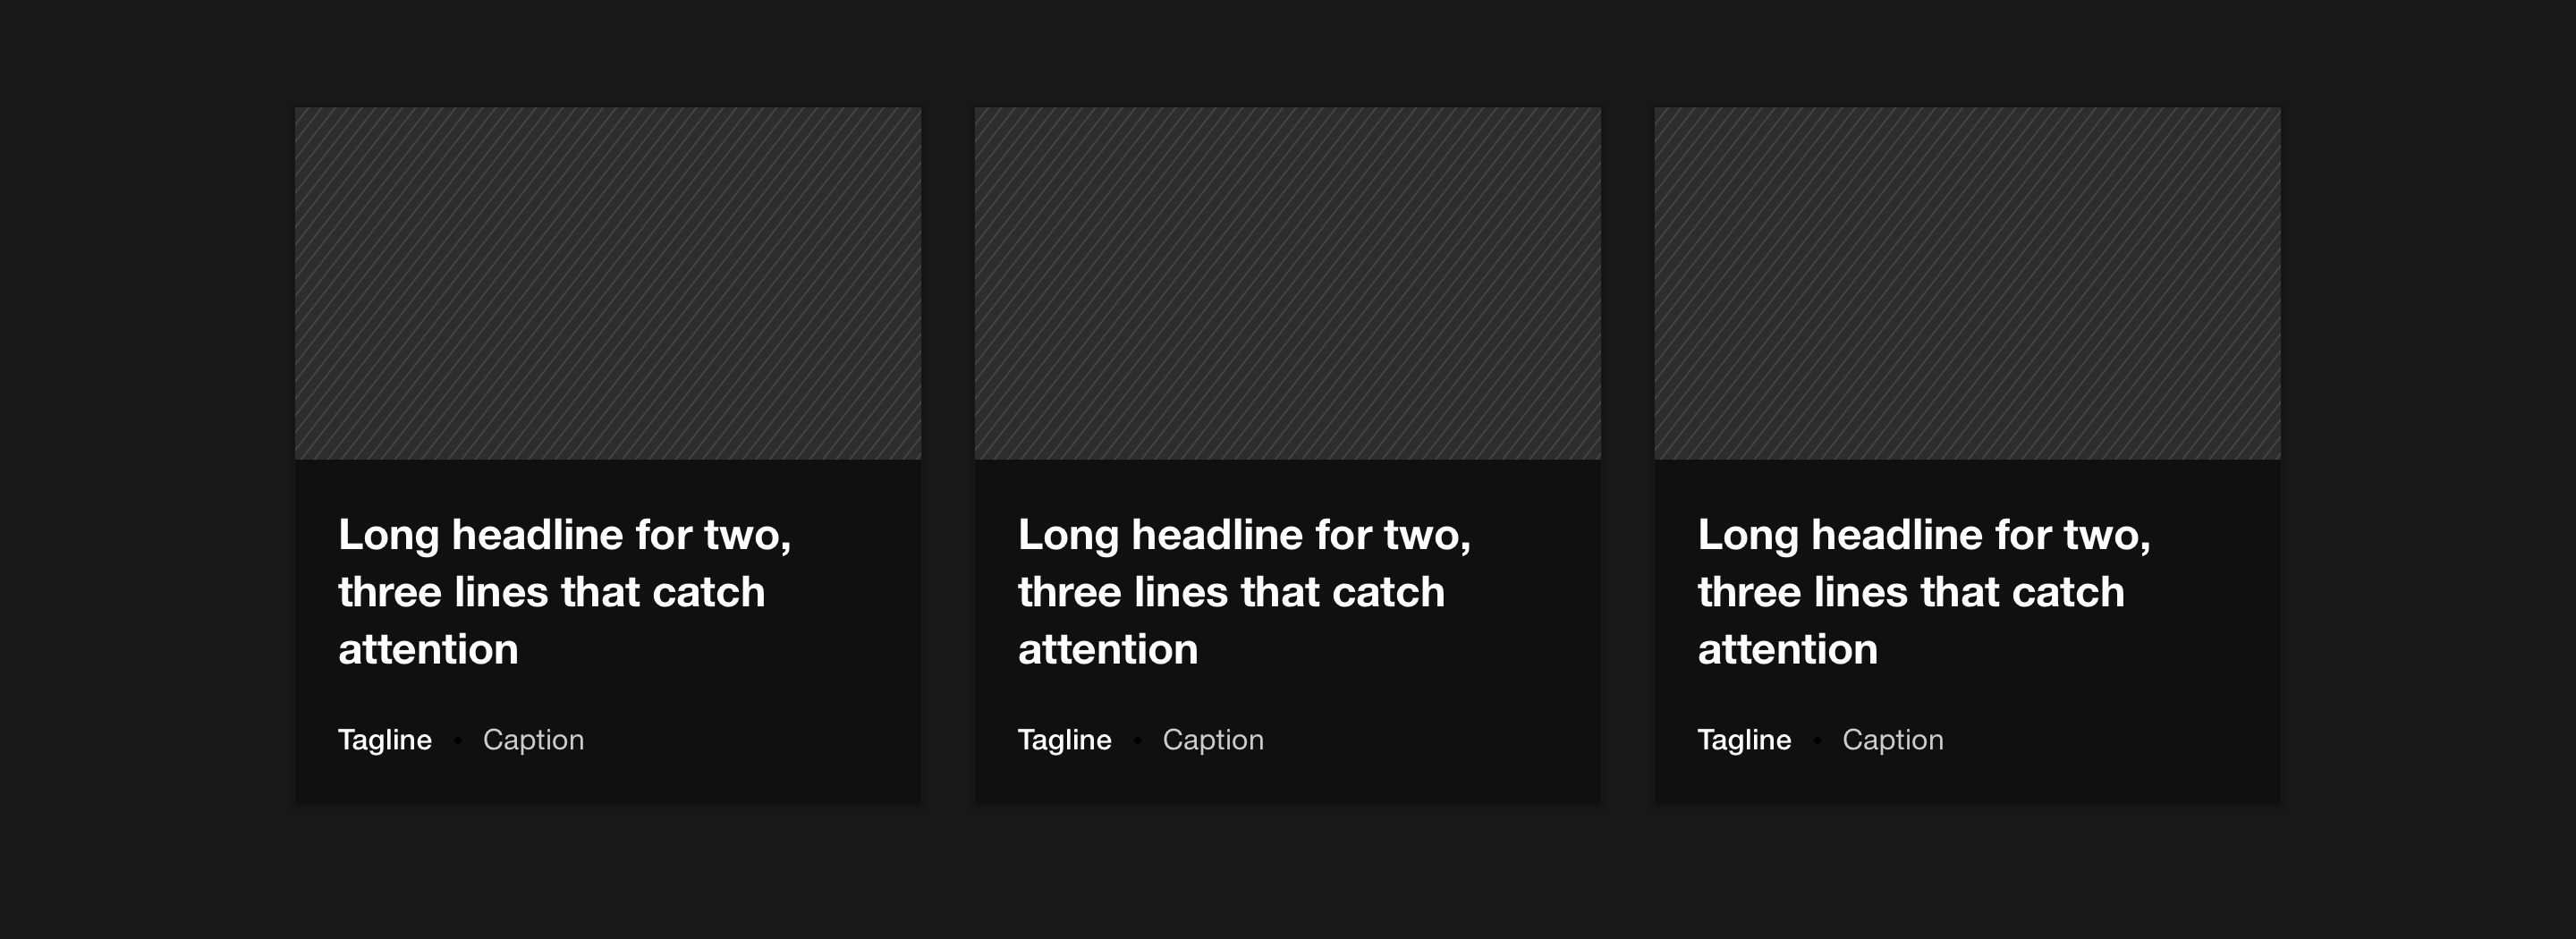 Long headline for two,
three lines that catch
attention
Tagline • Caption
Long headline for two,
three lines that catch
attention
Tagline • Caption
Long headline for two,
three lines that catch
attention
Tagline • Caption